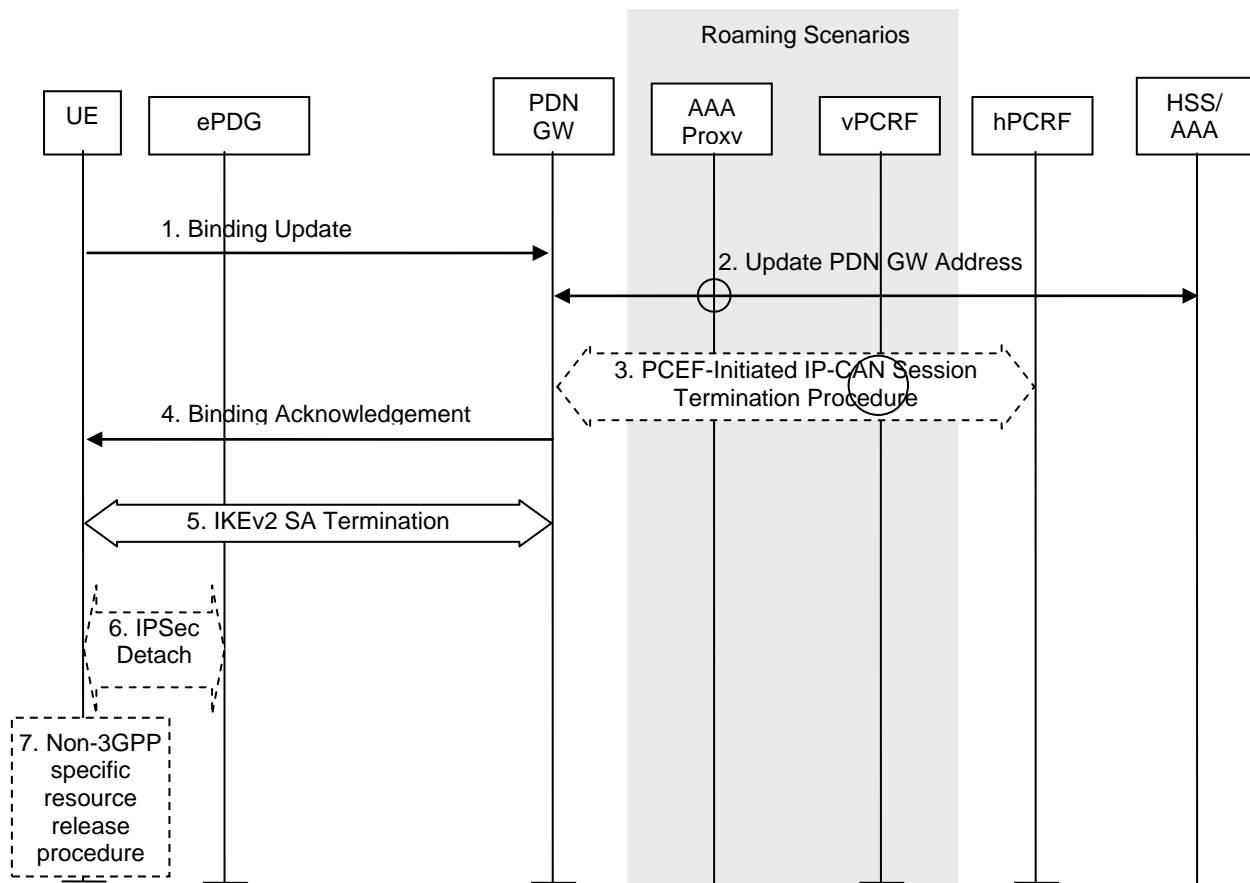 Roaming Scenarios
UE
ePDG
PDN
GW
AAA
Proxy
vPCRF
hPCRF
HSS/
AAA
1. Binding Update
2. Update PDN GW Address
3. PCEF-Initiated IP-CAN Session
Termination Procedure
4. Binding Acknowledgement
5. IKEv2 SA Termination
6. IPSec
Detach
7. Non-3GPP
specific
resource
release
procedure